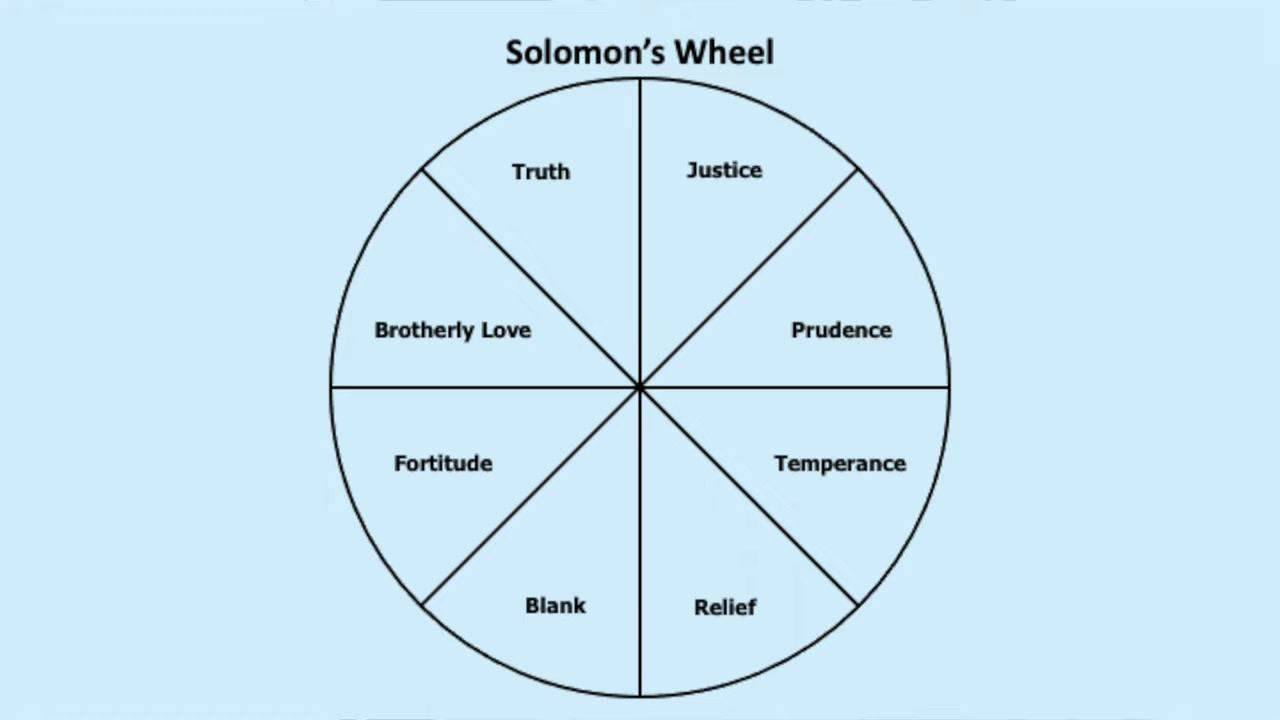 Solomon’s Wheel
Truth
Justice
Brotherly Love
Prudence
Fortitude
Temperance
Blank
Relief